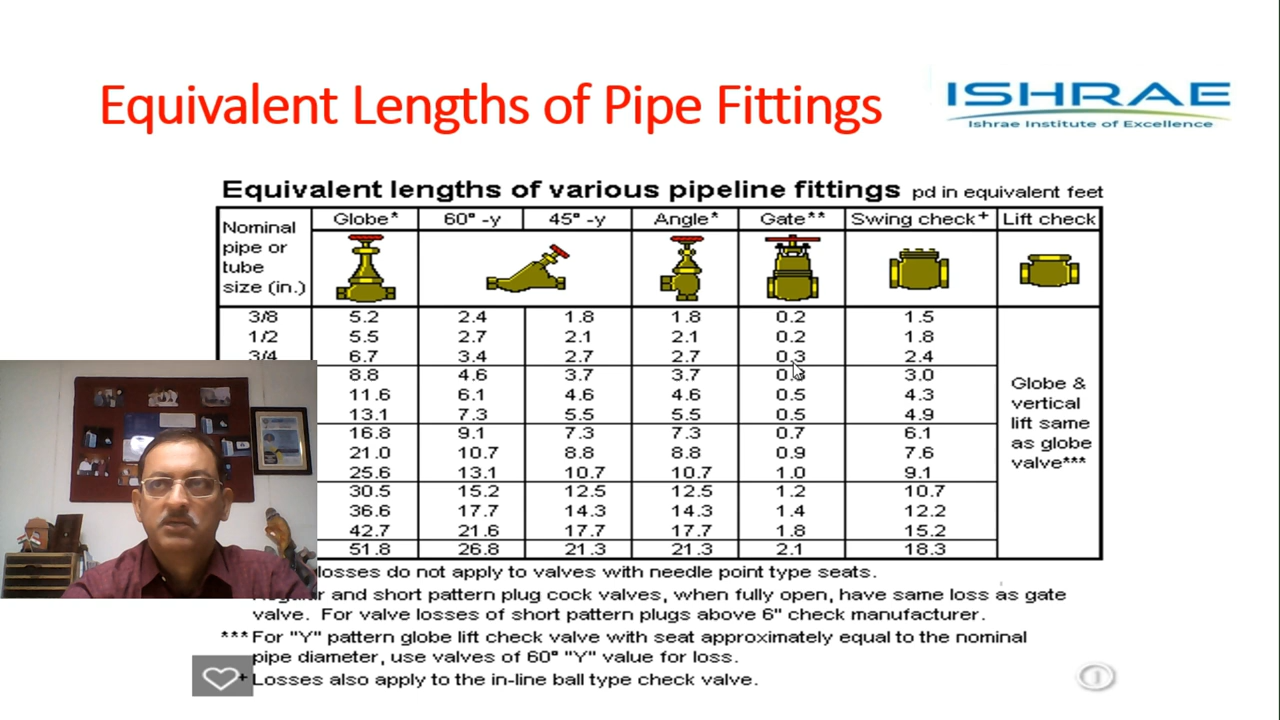 Equivalent Lengths of Pipe Fittings
ISHRAE
Ishrae Institute of Excellence
Equivalent lengths of various pipeline fittings pd in equivalent feet
Nominal pipe or tube size (in.) Globe* 60° -y 45° -y Angle* Gate** Swing check+ Lift check
3/8 5.2 2.4 1.8 1.8 0.2 1.5
1/2 5.5 2.7 2.1 2.1 0.2 1.8
3/4 6.7 3.4 2.7 2.7 0.3 2.4
8.8 4.6 3.7 3.7 0.3 3.0
11.6 6.1 4.6 4.6 0.5 4.3
13.1 7.3 5.5 5.5 0.5 4.9
16.8 9.1 7.3 7.3 0.7 6.1
21.0 10.7 8.8 8.8 0.9 7.6
25.6 13.1 10.7 10.7 1.0 9.1
30.5 15.2 12.5 12.5 1.2 10.7
36.6 17.7 14.3 14.3 1.4 12.2
42.7 21.6 17.7 17.7 1.8 15.2
51.8 26.8 21.3 21.3 2.1 18.3
Globe &
vertical
lift same
as globe
valve***
losses do not apply to valves with needle point type seats.
Regular and short pattern plug cock valves, when fully open, have same loss as gate
valve. For valve losses of short pattern plugs above 6" check manufacturer.
***For "Y" pattern globe lift check valve with seat approximately equal to the nominal
pipe diameter, use valves of 60° "Y" value for loss.
+ Losses also apply to the in-line ball type check valve.